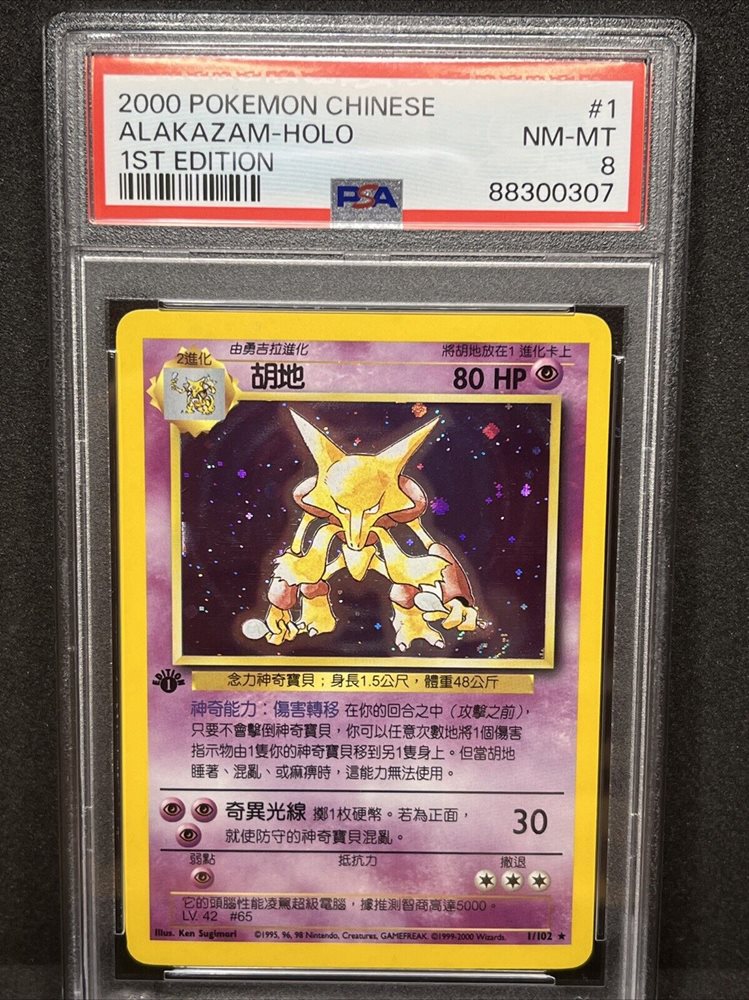 2000 POKEMON CHINESE #1
ALAKAZAM-HOLO NM-MT
1ST EDITION 8
PSA 88300307
由勇吉拉進化 將胡地放在1進化卡上
2進化
胡地 80 HP
EDITION 1
念力神奇寶貝；身長1.5公尺，體重48公斤
神奇能力：傷害轉移 在你的回合之中（攻擊之前），
只要不會擊倒神奇寶貝，你可以任意次數地將1個傷害
指示物由1隻你的神奇寶貝移到另1隻身上。但當胡地
睡著、混亂、或麻痹時，這能力無法使用。
奇異光線 擲1枚硬幣。若為正面， 30
就使防守的神奇寶貝混亂。
弱點 抵抗力 撤退
它的頭腦性能凌駕超級電腦，據推測智商高達5000。
LV. 42 #65
Illus. Ken Sugimori ©1995, 96, 98 Nintendo, Creatures, GAMEFREAK. ©1999-2000 Wizards. 1/102 ★